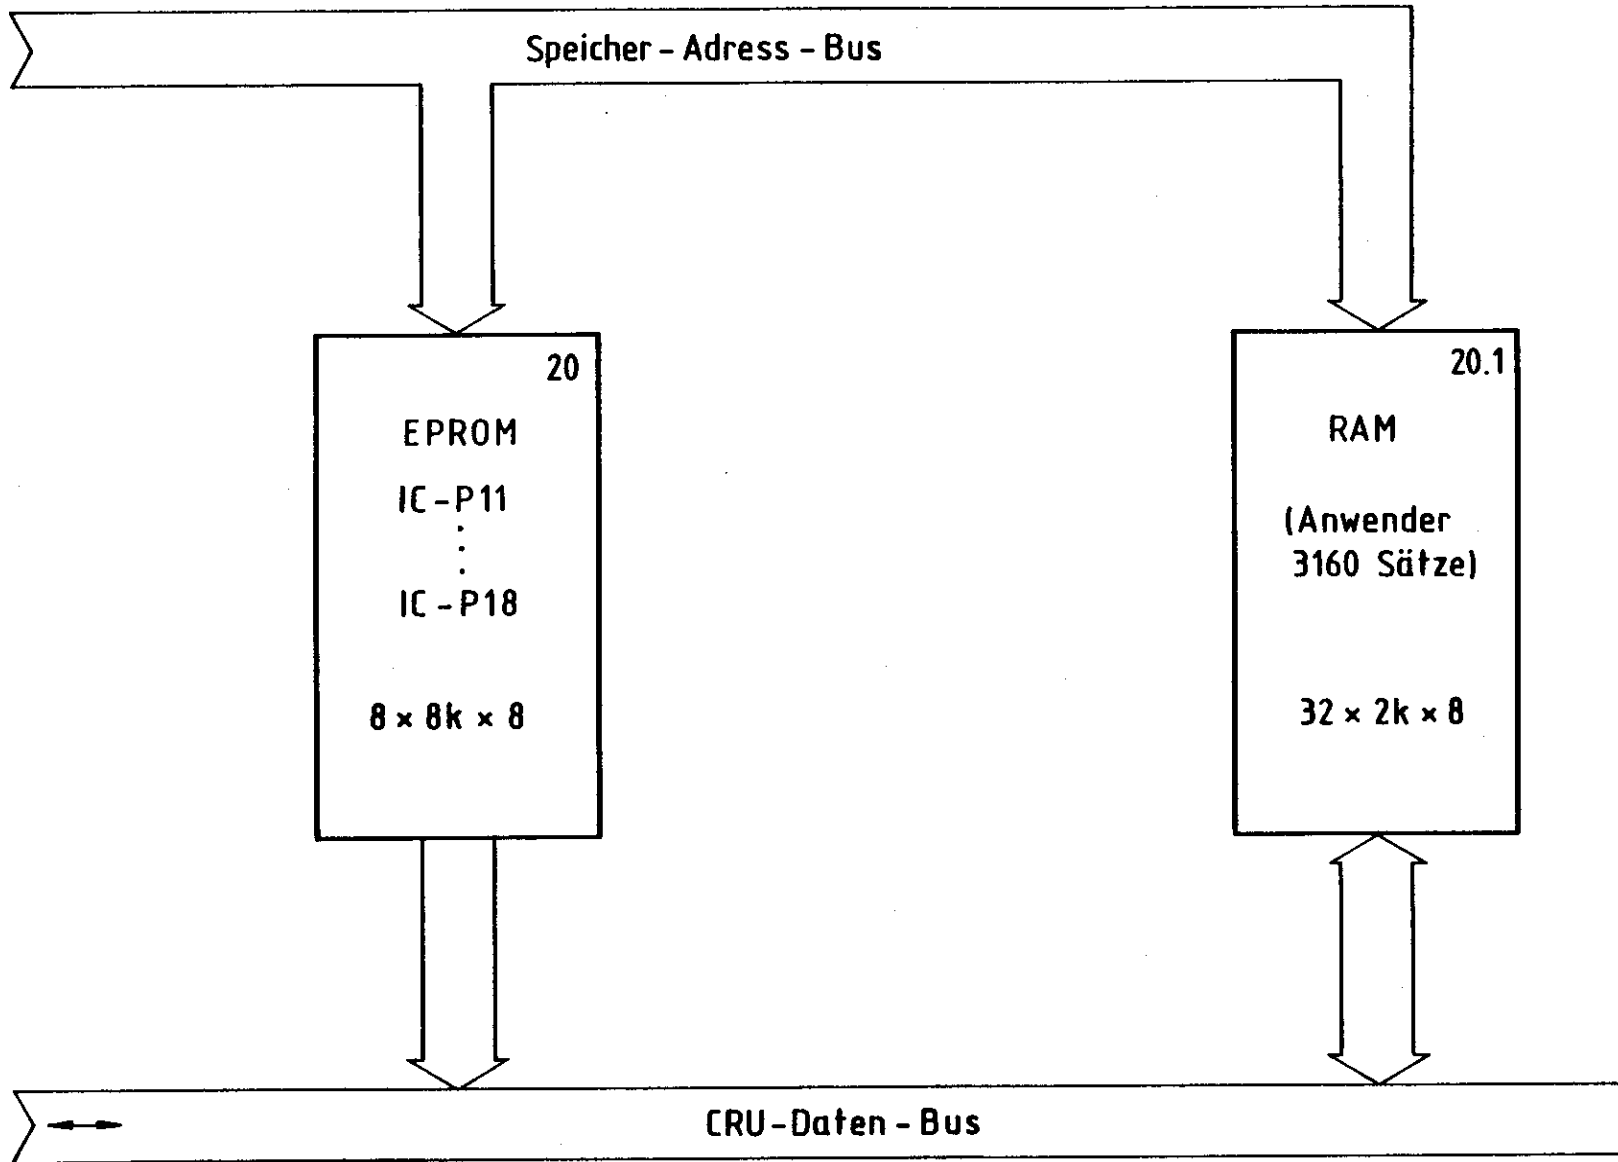 Speicher - Adress - Bus
20
EPROM
IC - P11
IC - P18
8 × 8k × 8
20.1
RAM
(Anwender
3160 Sätze)
32 × 2k × 8
CRU - Daten - Bus